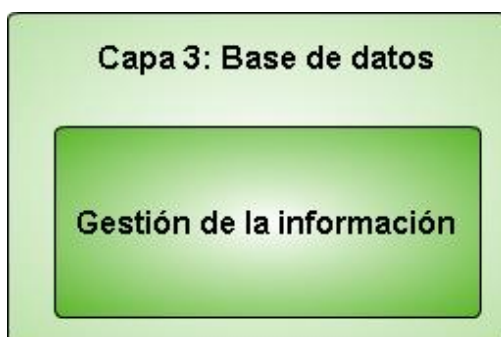 Capa 3: Base de datos
Gestión de la información